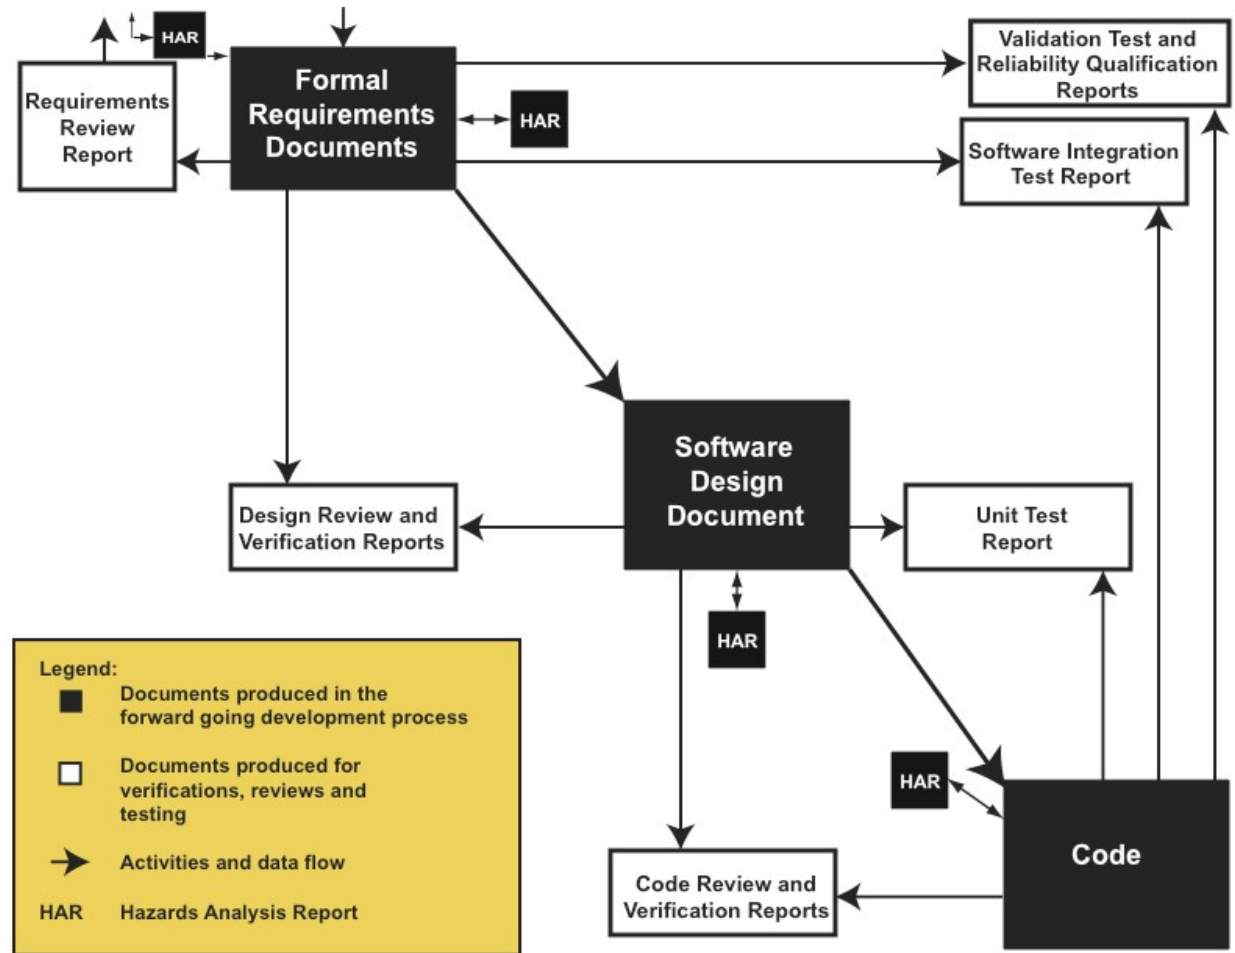 HAR
Formal
Requirements
Documents
Requirements
Review
Report
HAR
Validation Test and
Reliability Qualification
Reports
Software Integration
Test Report
Software
Design
Document
Design Review and
Verification Reports
Unit Test
Report
HAR
HAR
Code
Code Review and
Verification Reports
Legend:
Documents produced in the
forward going development process
Documents produced for
verifications, reviews and
testing
Activities and data flow
HAR Hazards Analysis Report